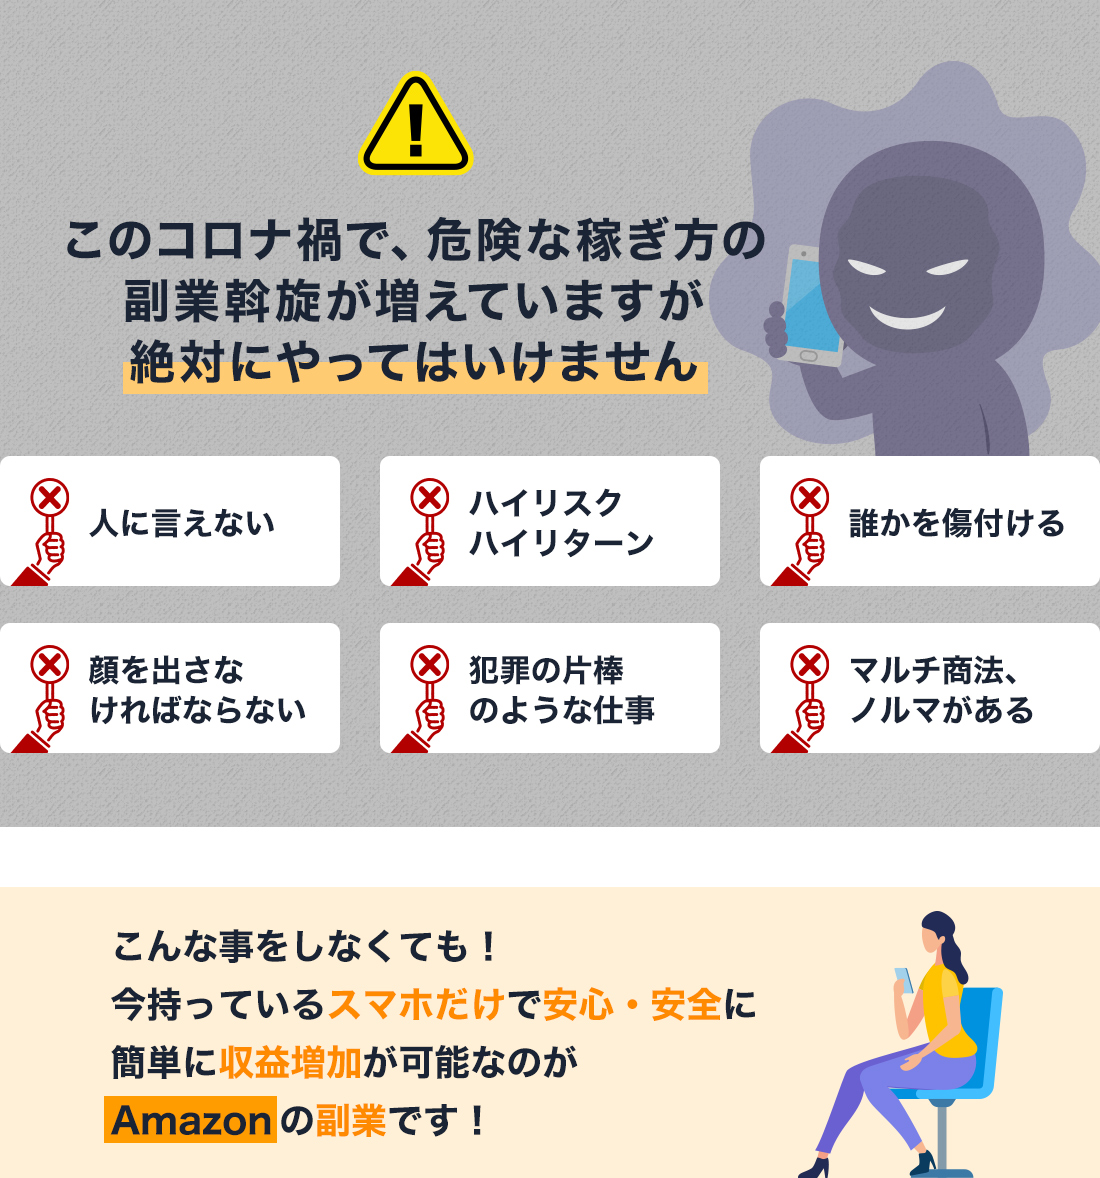 このコロナ禍で、危険な稼ぎ方の
副業斡旋が増えていますが
絶対にやってはいけません
人に言えない
ハイリスク
ハイリターン
誰かを傷付ける
顔を出さな
ければならない
犯罪の片棒
のような仕事
マルチ商法、
ノルマがある
こんな事をしなくても！
今持っているスマホだけで安心・安全に
簡単に収益増加が可能なのが
Amazonの副業です！